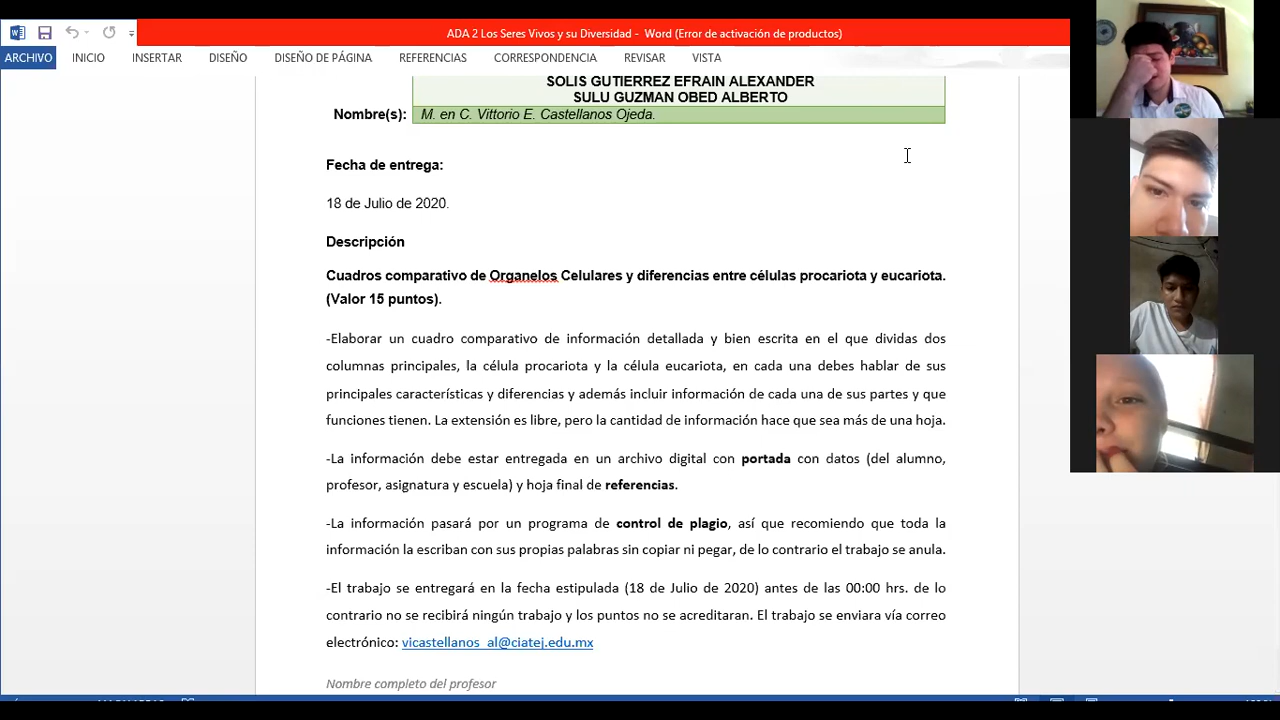 ADA 2 Los Seres Vivos y su Diversidad - Word (Error de activación de productos)
ARCHIVO INICIO INSERTAR DISEÑO DISEÑO DE PÁGINA REFERENCIAS CORRESPONDENCIA REVISAR VISTA
SOLIS GUTIERREZ EFRAIN ALEXANDER
SULU GUZMAN OBED ALBERTO
Nombre(s): M. en C. Vittorio E. Castellanos Ojeda.
Fecha de entrega:
18 de Julio de 2020.
Descripción
Cuadros comparativo de Organelos Celulares y diferencias entre células procariota y eucariota.
(Valor 15 puntos).
-Elaborar un cuadro comparativo de información detallada y bien escrita en el que dividas dos
columnas principales, la célula procariota y la célula eucariota, en cada una debes hablar de sus
principales características y diferencias y además incluir información de cada una de sus partes y que
funciones tienen. La extensión es libre, pero la cantidad de información hace que sea más de una hoja.
-La información debe estar entregada en un archivo digital con portada con datos (del alumno,
profesor, asignatura y escuela) y hoja final de referencias.
-La información pasará por un programa de control de plagio, así que recomiendo que toda la
información la escriban con sus propias palabras sin copiar ni pegar, de lo contrario el trabajo se anula.
-El trabajo se entregará en la fecha estipulada (18 de Julio de 2020) antes de las 00:00 hrs. de lo
contrario no se recibirá ningún trabajo y los puntos no se acreditaran. El trabajo se enviara vía correo
electrónico: vicastellanos_al@ciatej.edu.mx
Nombre completo del profesor